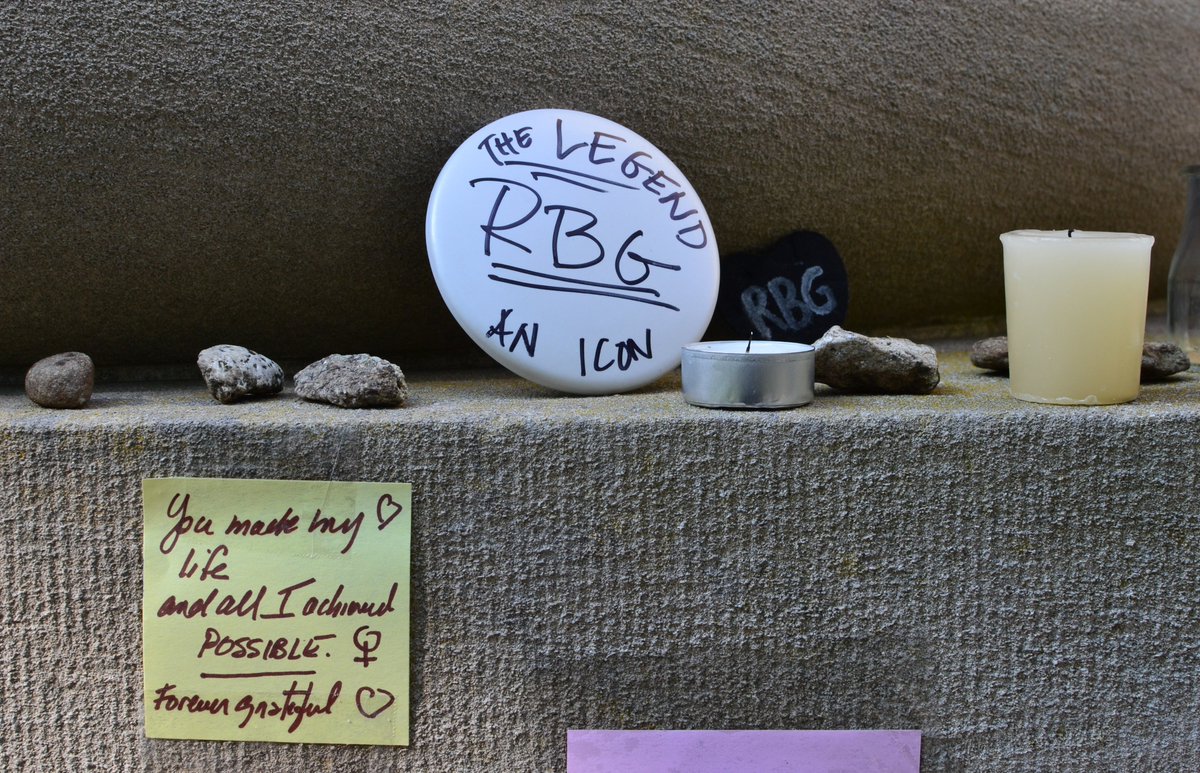 THE LEGEND
RBG
AN ICON
RBG
You made my
life
and all I achieved
POSSIBLE.
Forever grateful